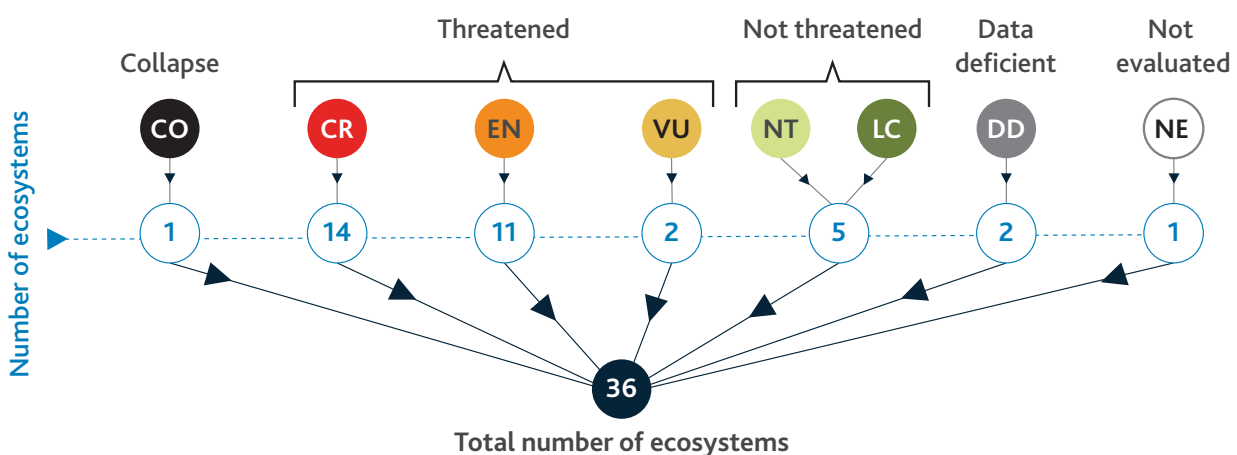 Threatened
Not threatened
Data
deficient
Not
evaluated
Collapse
CO
CR
EN
VU
NT
LC
DD
NE
Number of ecosystems
1
14
11
2
5
2
1
36
Total number of ecosystems